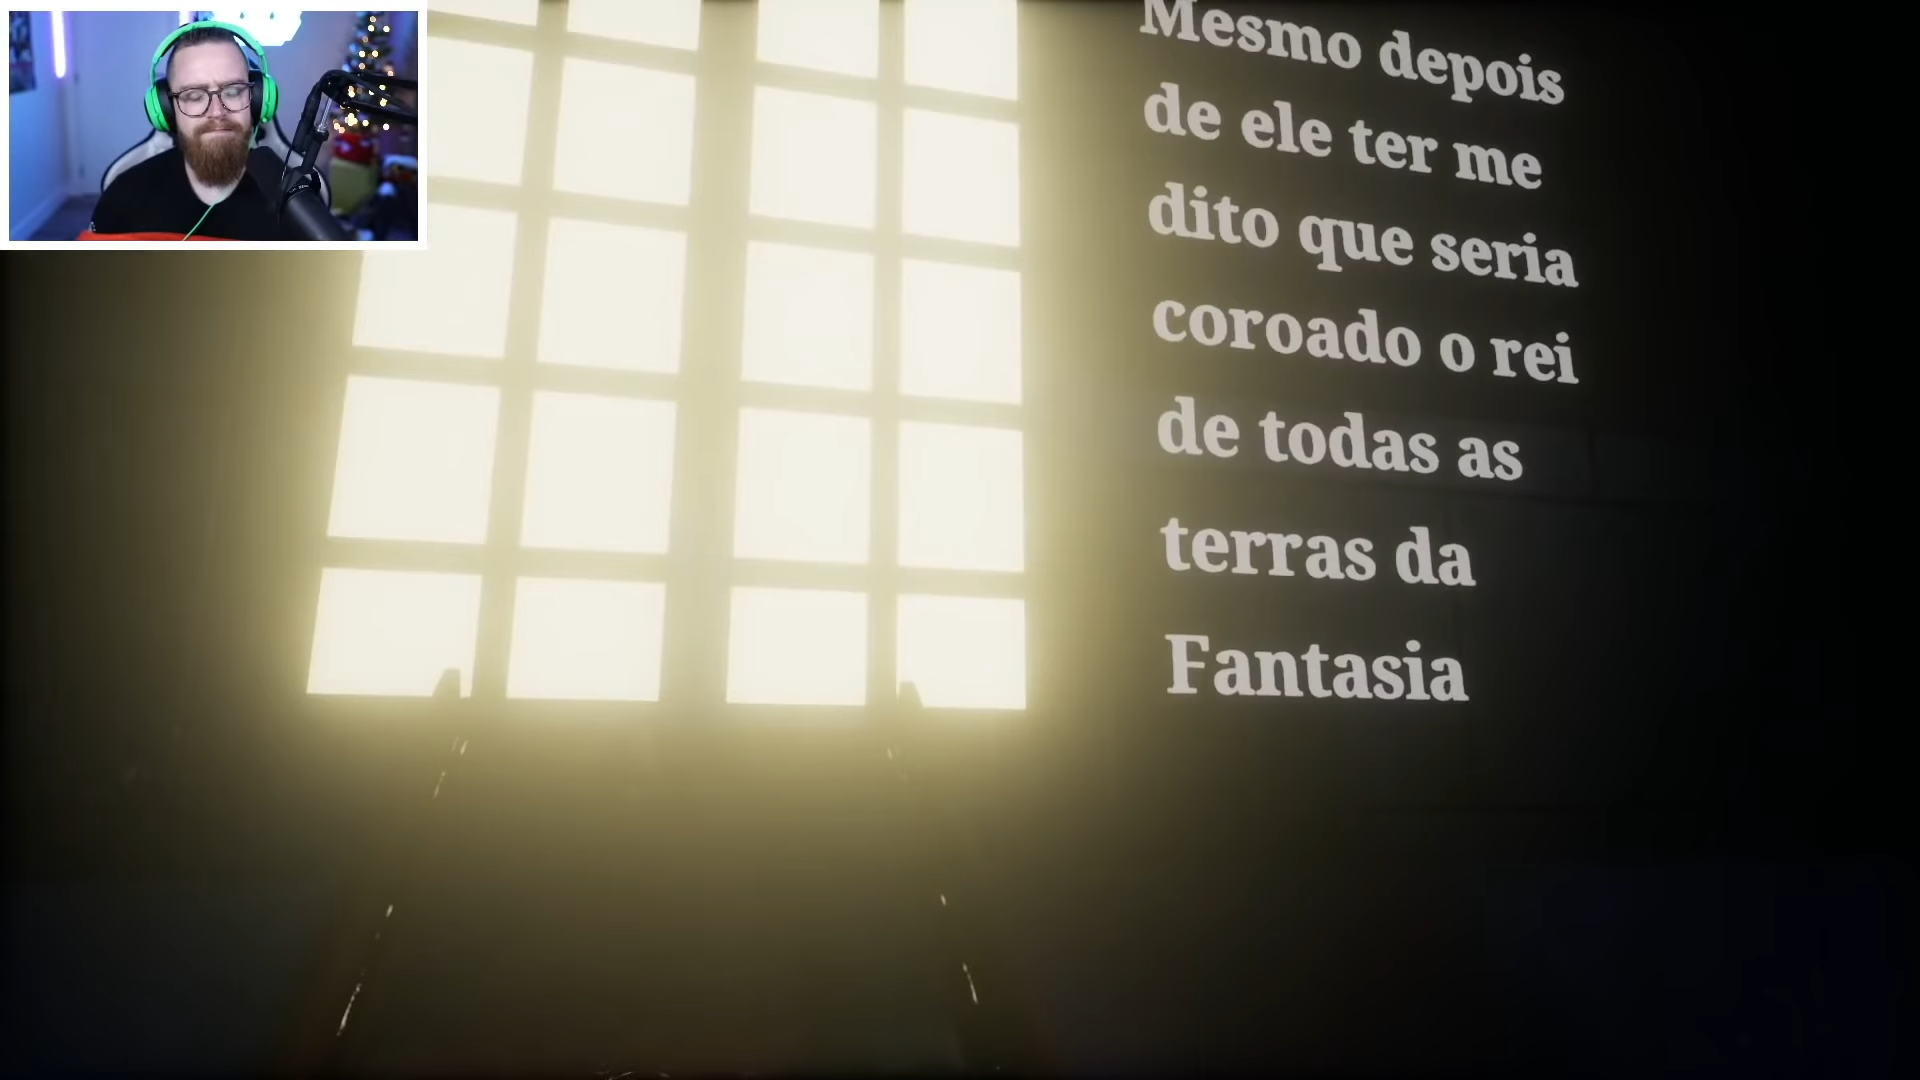 Mesmo depois
de ele ter me
dito que seria
coroado o rei
de todas as
terras da
Fantasia